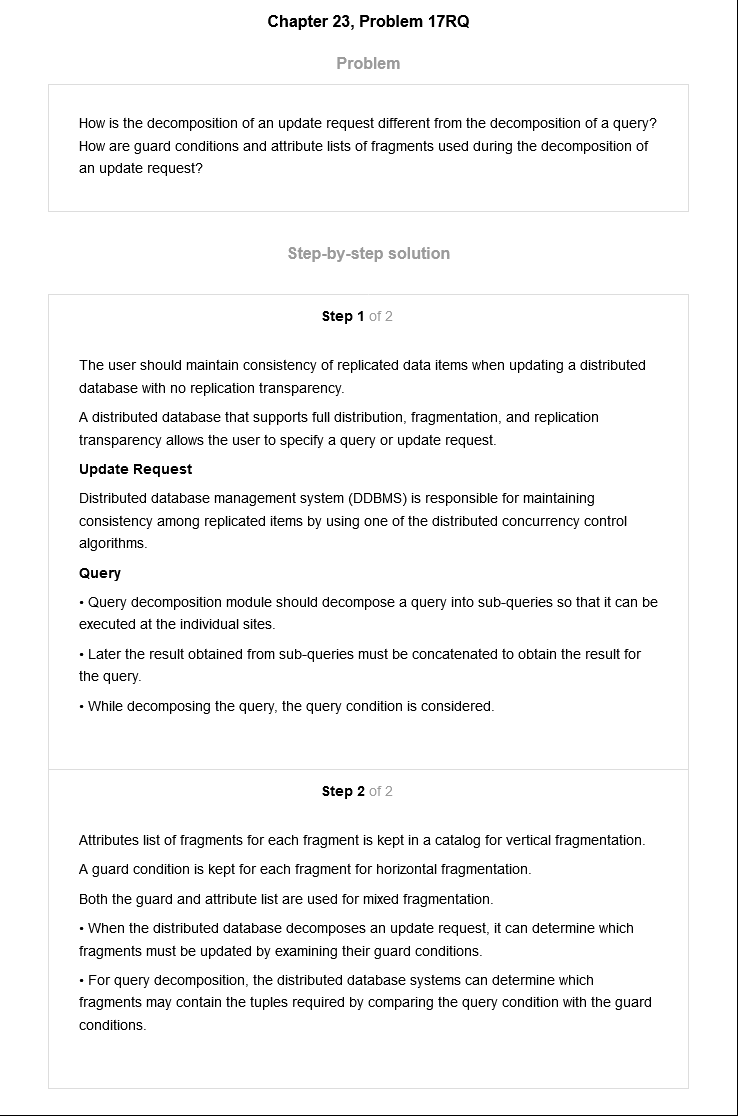 Chapter 23, Problem 17RQ
Problem
How is the decomposition of an update request different from the decomposition of a query?
How are guard conditions and attribute lists of fragments used during the decomposition of
an update request?
Step-by-step solution
Step 1 of 2
The user should maintain consistency of replicated data items when updating a distributed
database with no replication transparency.
A distributed database that supports full distribution, fragmentation, and replication
transparency allows the user to specify a query or update request.
Update Request
Distributed database management system (DDBMS) is responsible for maintaining
consistency among replicated items by using one of the distributed concurrency control
algorithms.
Query
• Query decomposition module should decompose a query into sub-queries so that it can be
executed at the individual sites.
• Later the result obtained from sub-queries must be concatenated to obtain the result for
the query.
• While decomposing the query, the query condition is considered.
Step 2 of 2
Attributes list of fragments for each fragment is kept in a catalog for vertical fragmentation.
A guard condition is kept for each fragment for horizontal fragmentation.
Both the guard and attribute list are used for mixed fragmentation.
• When the distributed database decomposes an update request, it can determine which
fragments must be updated by examining their guard conditions.
• For query decomposition, the distributed database systems can determine which
fragments may contain the tuples required by comparing the query condition with the guard
conditions.